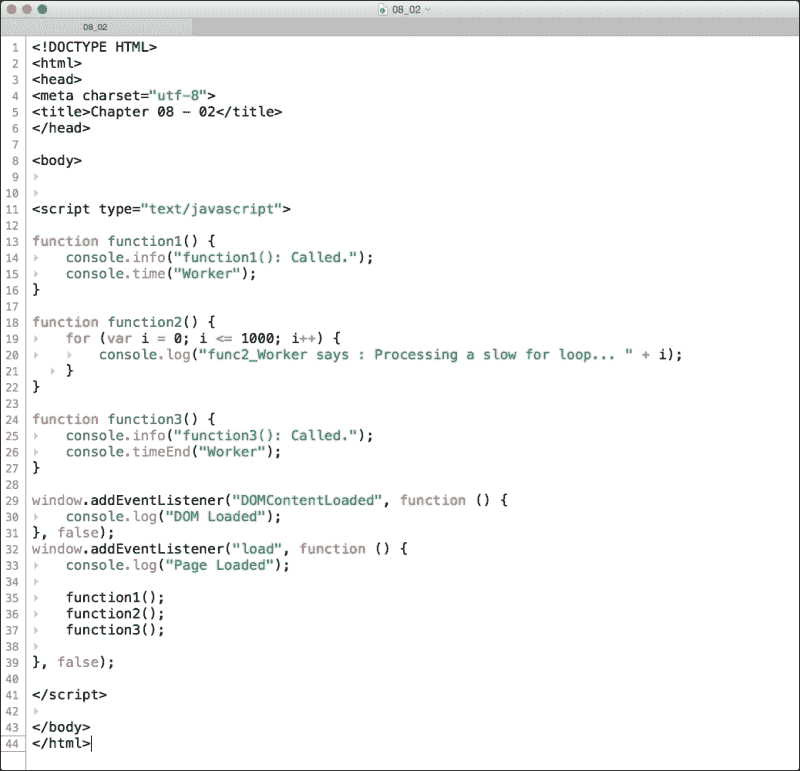 08_02
08_02
1 <!DOCTYPE HTML>
2 <html>
3 <head>
4 <meta charset="utf-8">
5 <title>Chapter 08 - 02</title>
6 </head>
7
8 <body>
9
10
11 <script type="text/javascript">
12
13 function function1() {
14     console.info("function1(): Called.");
15     console.time("Worker");
16 }
17
18 function function2() {
19     for (var i = 0; i <= 1000; i++) {
20         console.log("func2_Worker says : Processing a slow for loop... " + i);
21     }
22 }
23
24 function function3() {
25     console.info("function3(): Called.");
26     console.timeEnd("Worker");
27 }
28
29 window.addEventListener("DOMContentLoaded", function () {
30     console.log("DOM Loaded");
31 }, false);
32 window.addEventListener("load", function () {
33     console.log("Page Loaded");
34
35     function1();
36     function2();
37     function3();
38
39 }, false);
40
41 </script>
42
43 </body>
44 </html>